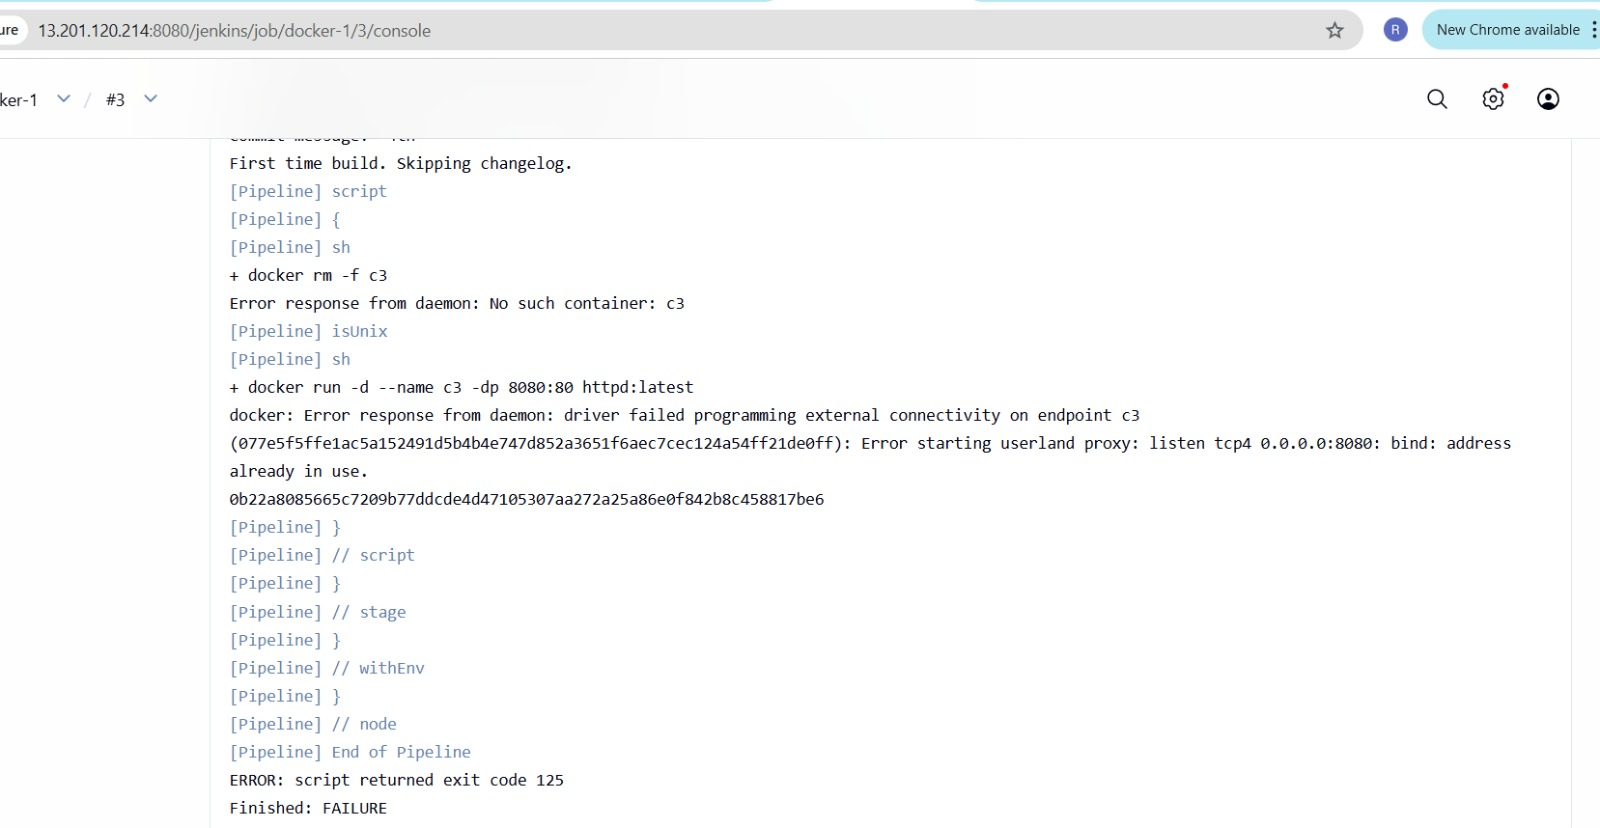 ure 13.201.120.214:8080/jenkins/job/docker-1/3/console R New Chrome available
ker-1 / #3
First time build. Skipping changelog.
[Pipeline] script
[Pipeline] {
[Pipeline] sh
+ docker rm -f c3
Error response from daemon: No such container: c3
[Pipeline] isUnix
[Pipeline] sh
+ docker run -d --name c3 -dp 8080:80 httpd:latest
docker: Error response from daemon: driver failed programming external connectivity on endpoint c3
(077e5f5ffe1ac5a152491d5b4b4e747d852a3651f6aec7cec124a54ff21de0ff): Error starting userland proxy: listen tcp4 0.0.0.0:8080: bind: address
already in use.
0b22a8085665c7209b77ddcde4d47105307aa272a25a86e0f842b8c458817be6
[Pipeline] }
[Pipeline] // script
[Pipeline] }
[Pipeline] // stage
[Pipeline] }
[Pipeline] // withEnv
[Pipeline] }
[Pipeline] // node
[Pipeline] End of Pipeline
ERROR: script returned exit code 125
Finished: FAILURE